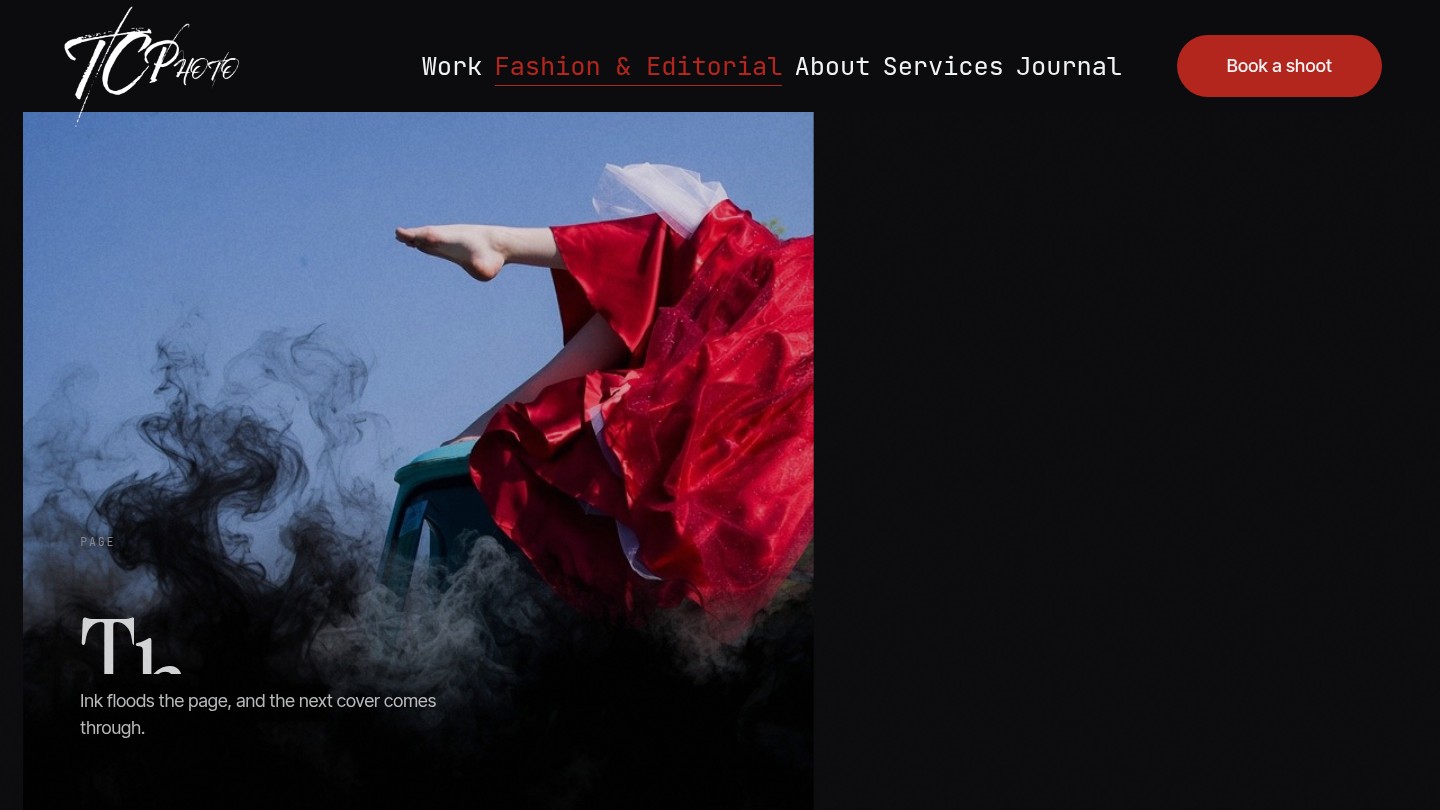 TCPHOTO
Work Fashion & Editorial About Services Journal
Book a shoot
PAGE
Ink floods the page, and the next cover comes
through.